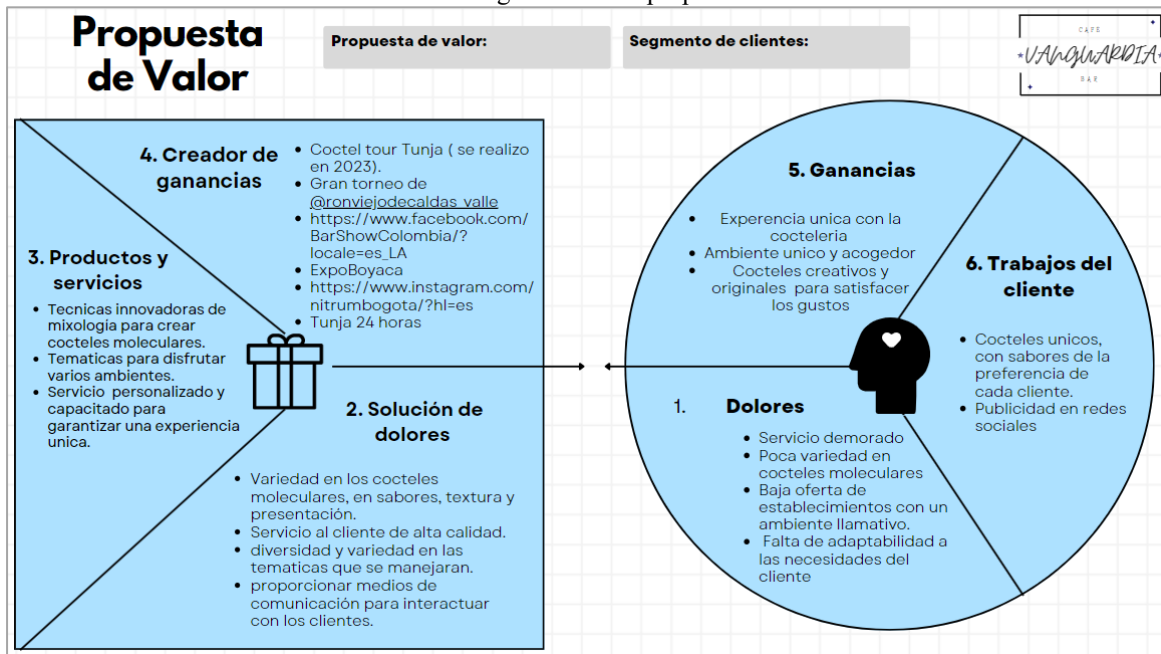 Propuesta
de Valor
Propuesta de valor:
Segmento de clientes:
CAFE
VANGUARDIA
BAR
4. Creador de
ganancias
• Coctel tour Tunja ( se realizo
en 2023).
• Gran torneo de
@ronviejodecaldas_valle
• https://www.facebook.com/
BarShowColombia/?
locale=es_LA
• ExpoBoyaca
• https://www.instagram.com/
nitrumbogota/?hl=es
• Tunja 24 horas
3. Productos y
servicios
• Tecnicas innovadoras de
mixología para crear
cocteles moleculares.
• Tematicas para disfrutar
varios ambientes.
• Servicio personalizado y
capacitado para
garantizar una experiencia
unica.
2. Solución de
dolores
• Variedad en los cocteles
moleculares, en sabores, textura y
presentación.
• Servicio al cliente de alta calidad.
• diversidad y variedad en las
tematicas que se manejaran.
• proporcionar medios de
comunicación para interactuar
con los clientes.
5. Ganancias
• Experencia unica con la
cocteleria
• Ambiente unico y acogedor
• Cocteles creativos y
originales para satisfacer
los gustos
6. Trabajos del
cliente
• Cocteles unicos,
con sabores de la
preferencia de
cada cliente.
• Publicidad en redes
sociales
1. Dolores
• Servicio demorado
• Poca variedad en
cocteles moleculares
• Baja oferta de
establecimientos con un
ambiente llamativo.
• Falta de adaptabilidad a
las necesidades del
cliente